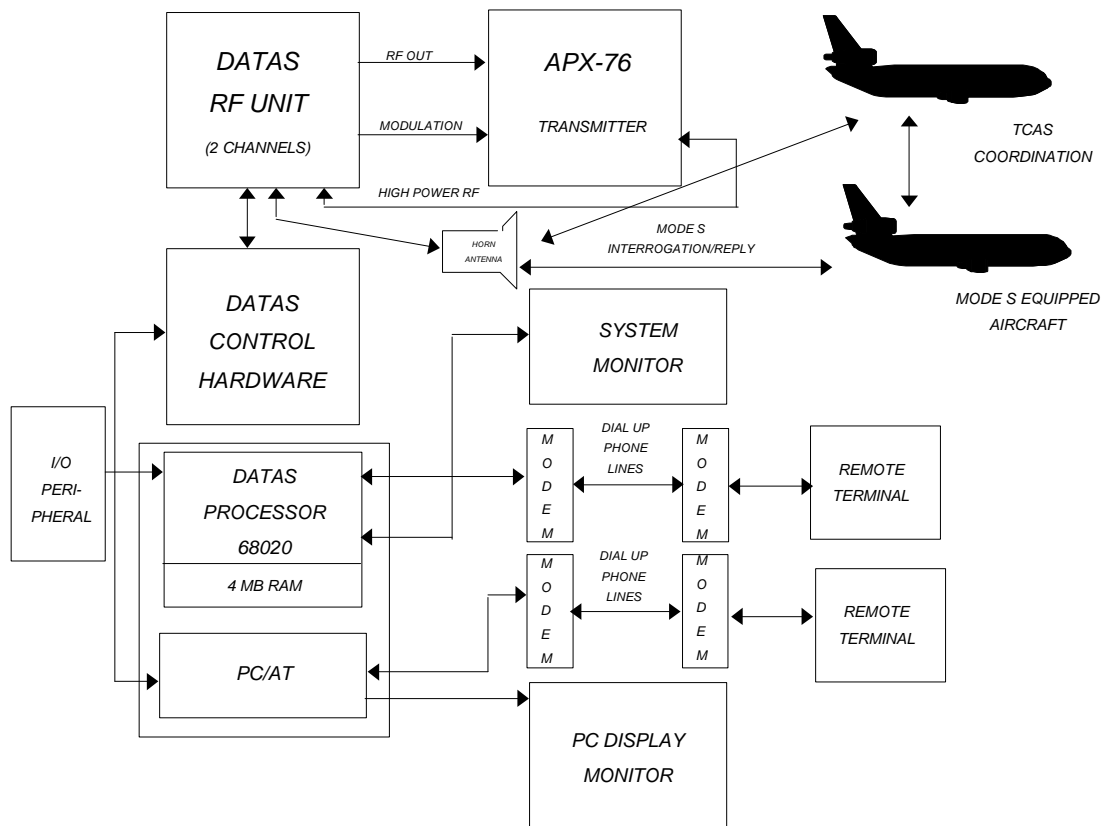 DATAS
RF UNIT
(2 CHANNELS)
RF OUT
MODULATION
APX-76
TRANSMITTER
HIGH POWER RF
TCAS
COORDINATION
HORN
ANTENNA
MODE S
INTERROGATION/REPLY
MODE S EQUIPPED
AIRCRAFT
DATAS
CONTROL
HARDWARE
SYSTEM
MONITOR
I/O
PERI-
PHERAL
DATAS
PROCESSOR
68020
4 MB RAM
M
O
D
E
M
DIAL UP
PHONE
LINES
M
O
D
E
M
REMOTE
TERMINAL
PC/AT
M
O
D
E
M
DIAL UP
PHONE
LINES
M
O
D
E
M
REMOTE
TERMINAL
PC DISPLAY
MONITOR